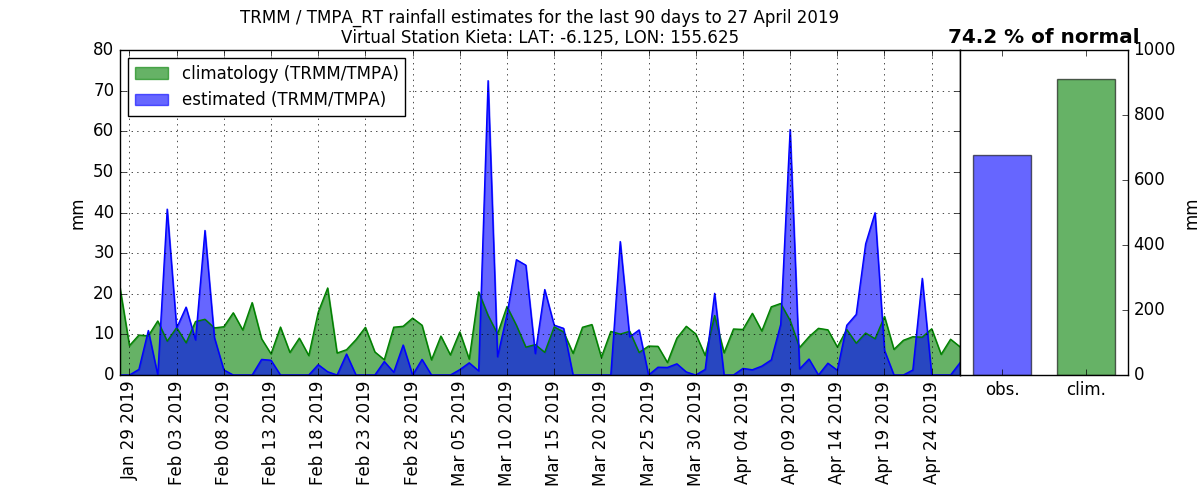 TRMM / TMPA_RT rainfall estimates for the last 90 days to 27 April 2019
Virtual Station Kieta: LAT: -6.125, LON: 155.625
74.2 % of normal
climatology (TRMM/TMPA)
estimated (TRMM/TMPA)
mm
80
70
60
50
40
30
20
10
0
Jan 29 2019
Feb 03 2019
Feb 08 2019
Feb 13 2019
Feb 18 2019
Feb 23 2019
Feb 28 2019
Mar 05 2019
Mar 10 2019
Mar 15 2019
Mar 20 2019
Mar 25 2019
Mar 30 2019
Apr 04 2019
Apr 09 2019
Apr 14 2019
Apr 19 2019
Apr 24 2019
1000
800
600
400
200
0
mm
obs.
clim.